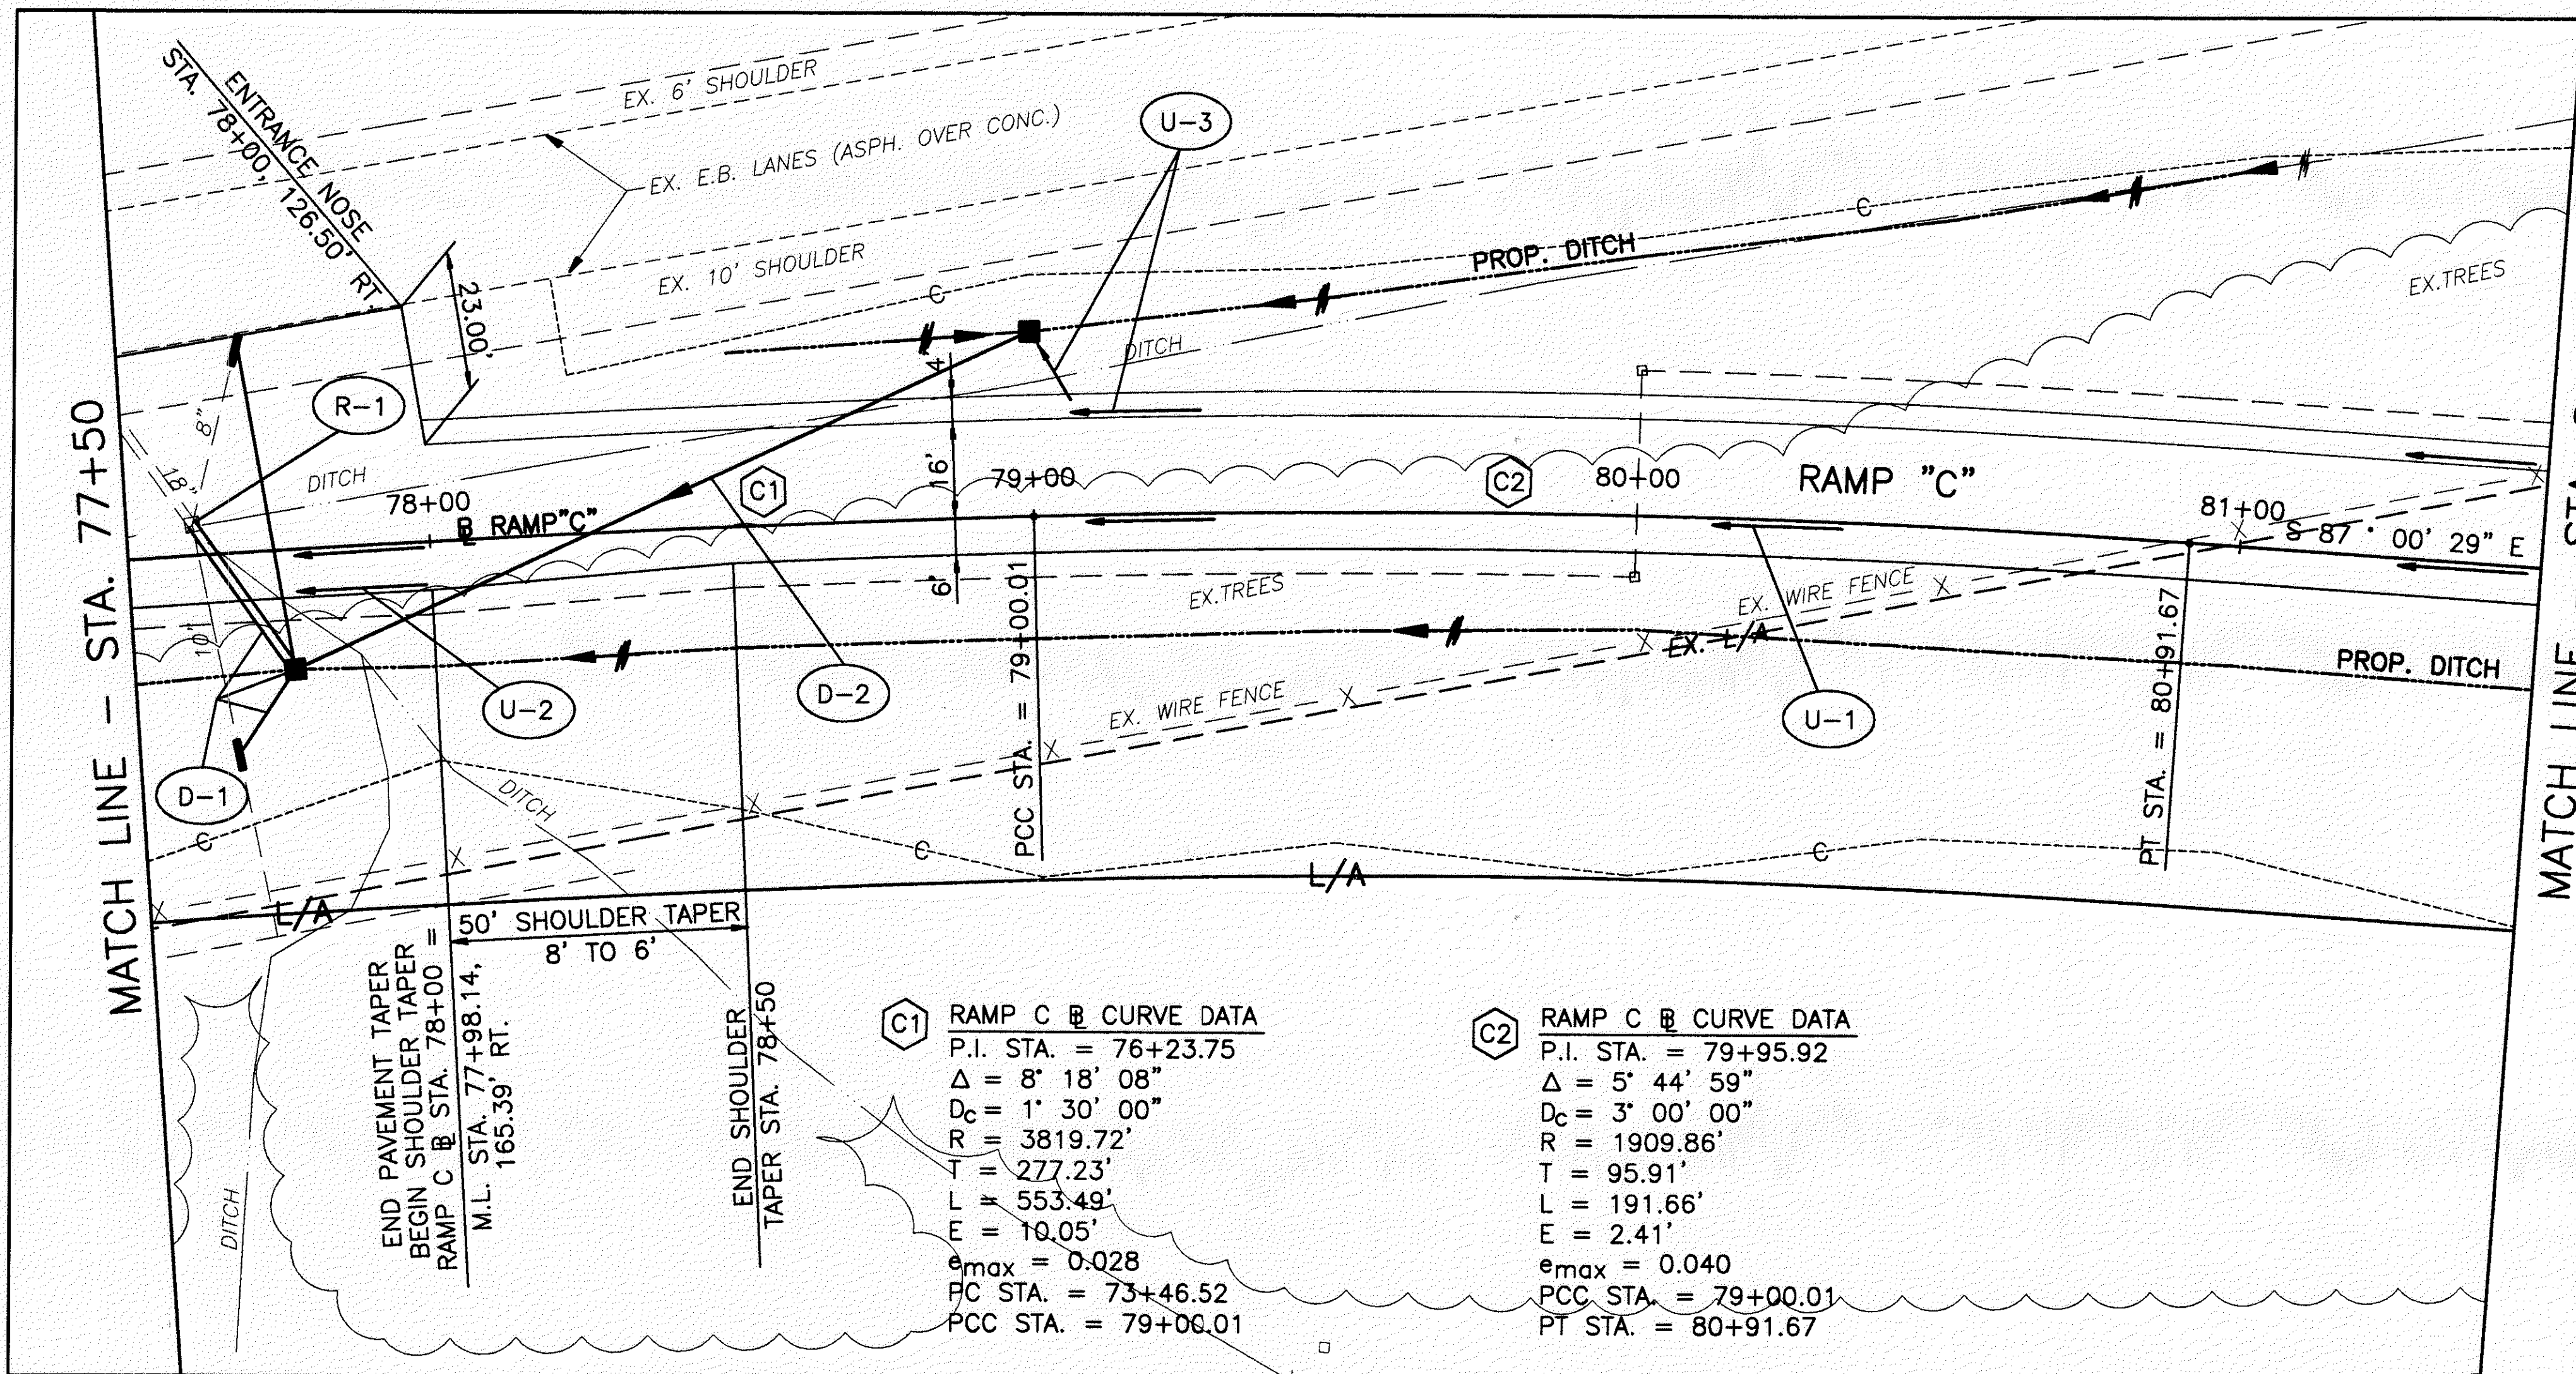 ENTRANCE NOSE
STA. 78+00, 126.50' RT.
EX. 6' SHOULDER
EX. E.B. LANES (ASPH. OVER CONC.)
EX. 10' SHOULDER
U-3
23.00'
PROP. DITCH
C
C
EX.TREES
DITCH
4'
16'
6'
R-1
8"
18"
10"
DITCH
78+00
BL RAMP"C"
C1
79+00
C2
80+00
RAMP "C"
81+00
S 87° 00' 29" E
MATCH LINE - STA. 77+50
MATCH LINE
EX.TREES
EX. WIRE FENCE
EX. L/A
EX. WIRE FENCE
PROP. DITCH
U-2
D-2
U-1
D-1
PCC STA. = 79+00.01
PT STA. = 80+91.67
DITCH
C
C
C
L/A
L/A
50' SHOULDER TAPER
8' TO 6'
END PAVEMENT TAPER
BEGIN SHOULDER TAPER
RAMP C BL STA. 78+00 =
M.L. STA. 77+98.14,
165.39' RT.
END SHOULDER
TAPER STA. 78+50
DITCH
C1
RAMP C BL CURVE DATA
P.I. STA. = 76+23.75
Δ = 8° 18' 08"
Dc = 1° 30' 00"
R = 3819.72'
T = 277.23'
L = 553.49'
E = 10.05'
emax = 0.028
PC STA. = 73+46.52
PCC STA. = 79+00.01
C2
RAMP C BL CURVE DATA
P.I. STA. = 79+95.92
Δ = 5° 44' 59"
Dc = 3° 00' 00"
R = 1909.86'
T = 95.91'
L = 191.66'
E = 2.41'
emax = 0.040
PCC STA. = 79+00.01
PT STA. = 80+91.67